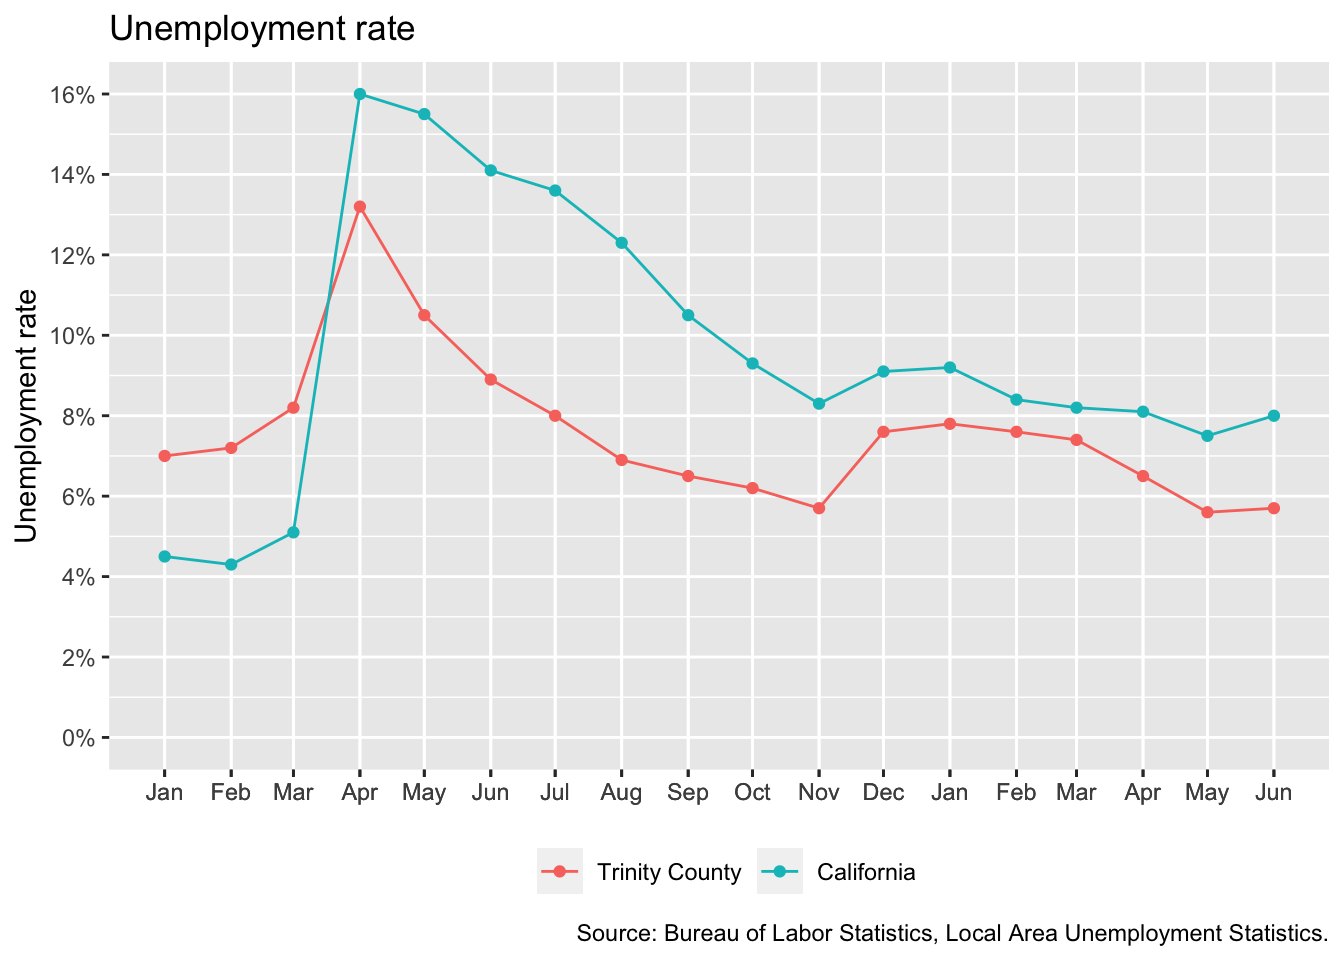 Unemployment rate
Unemployment rate
16%
14%
12%
10%
8%
6%
4%
2%
0%
Jan Feb Mar Apr May Jun Jul Aug Sep Oct Nov Dec Jan Feb Mar Apr May Jun
Trinity County California
Source: Bureau of Labor Statistics, Local Area Unemployment Statistics.